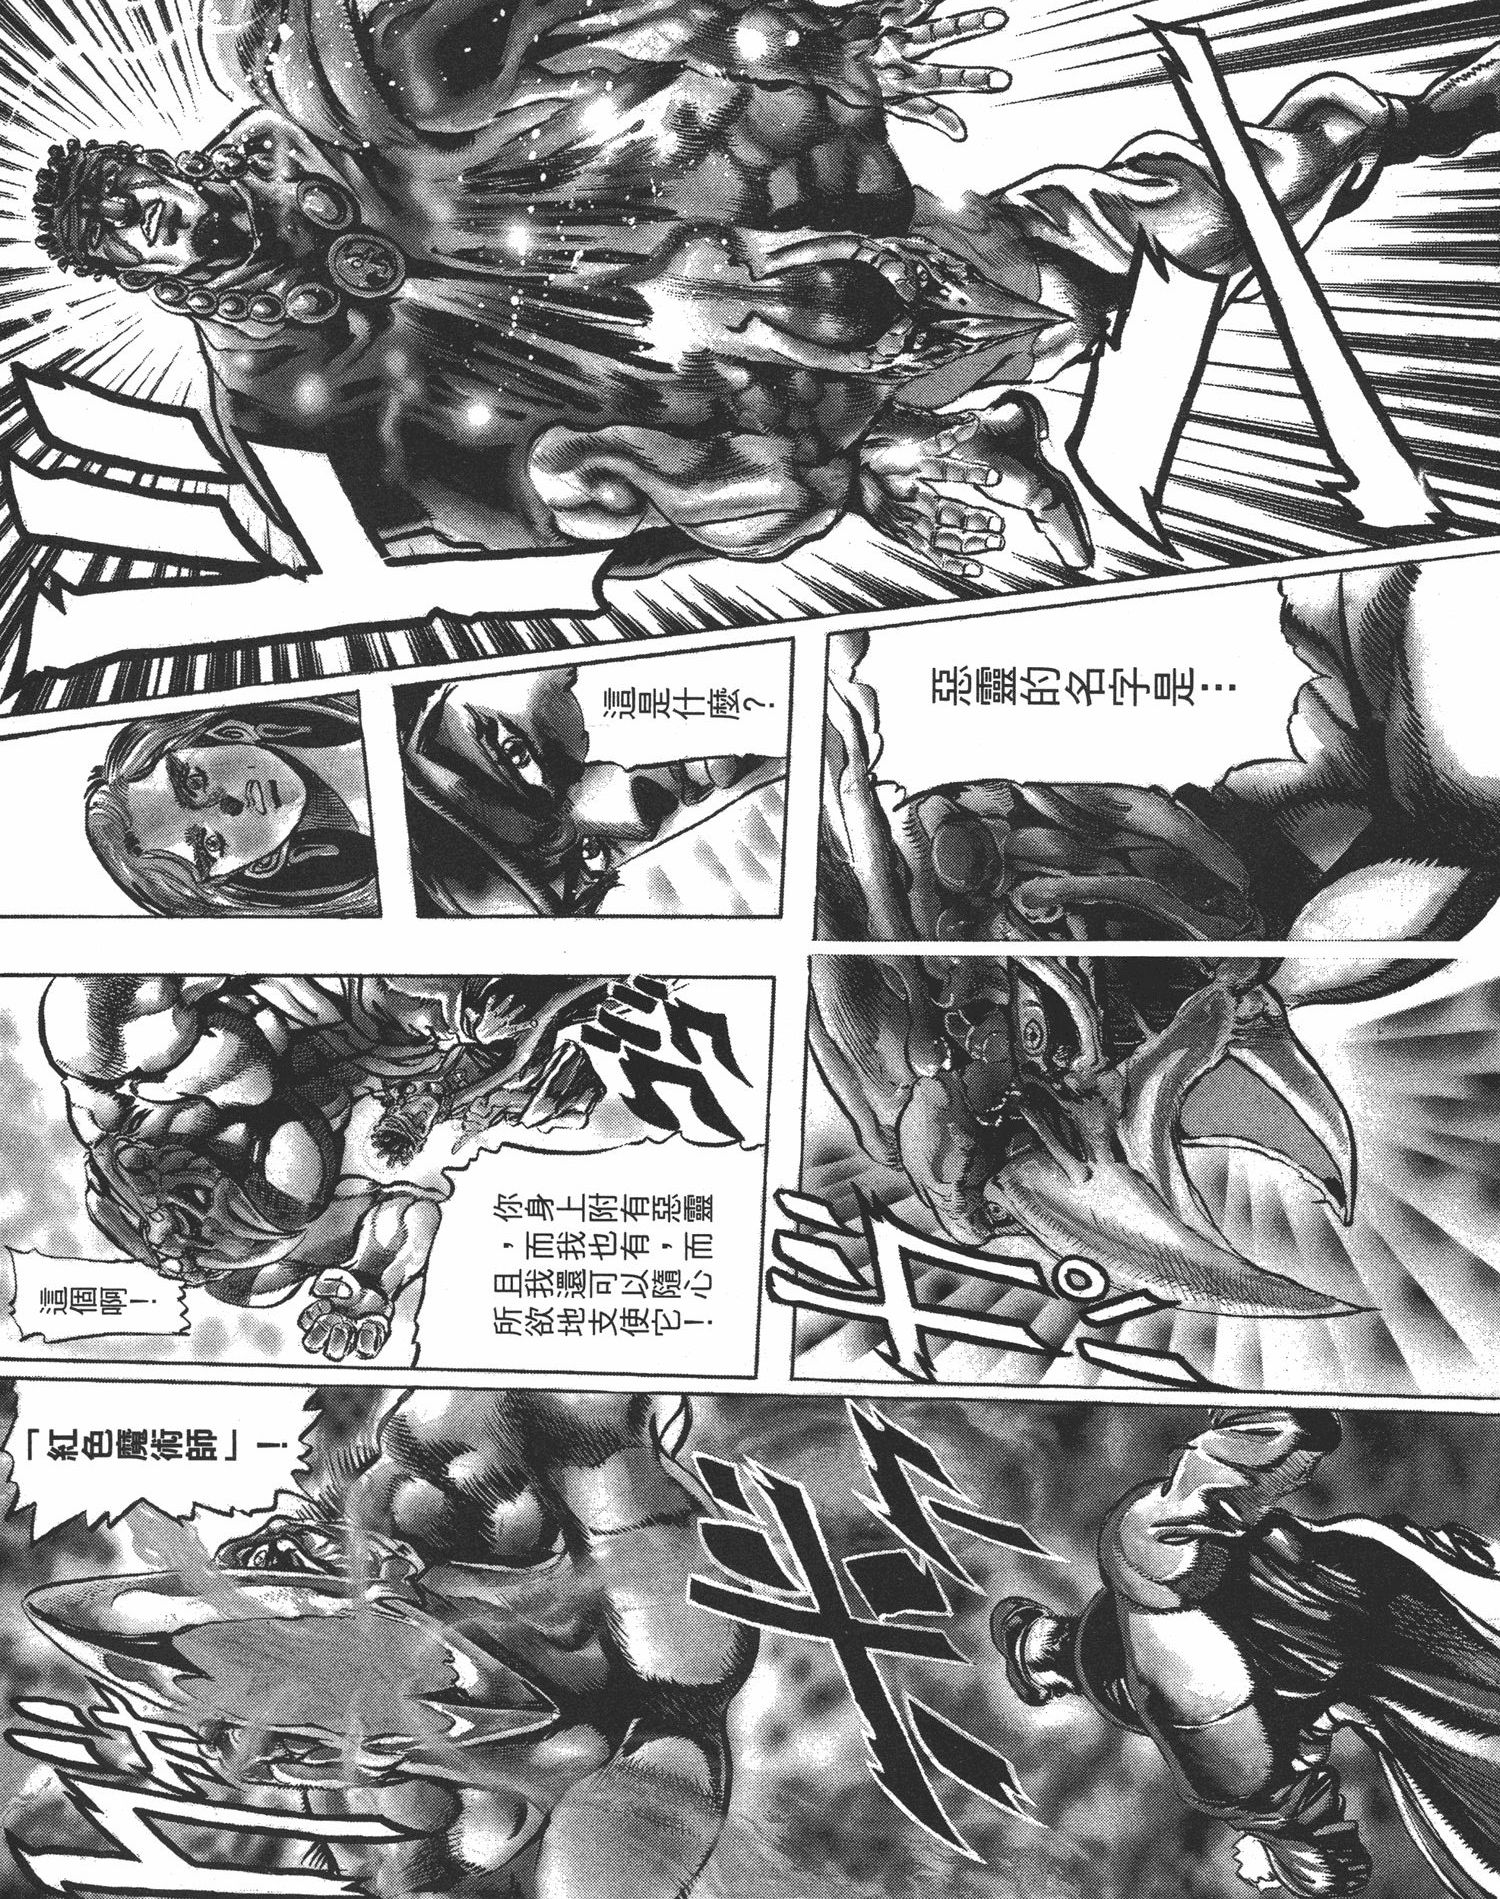 惡靈的名字是…
這是什麼?
你身上附有惡靈
，而我也有，而
且我還可以隨心
所欲地支使它!
這個啊!
「紅色魔術師」!